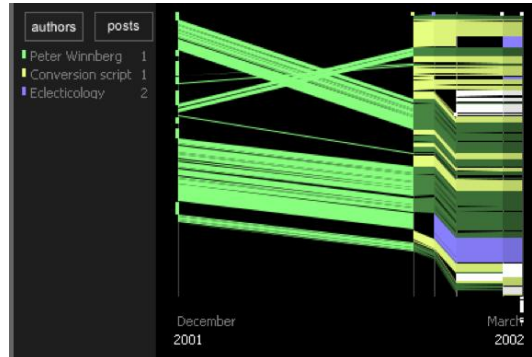 authors posts
Peter Winnberg 1
Conversion script 1
Eclecticology 2
December March
2001 2002